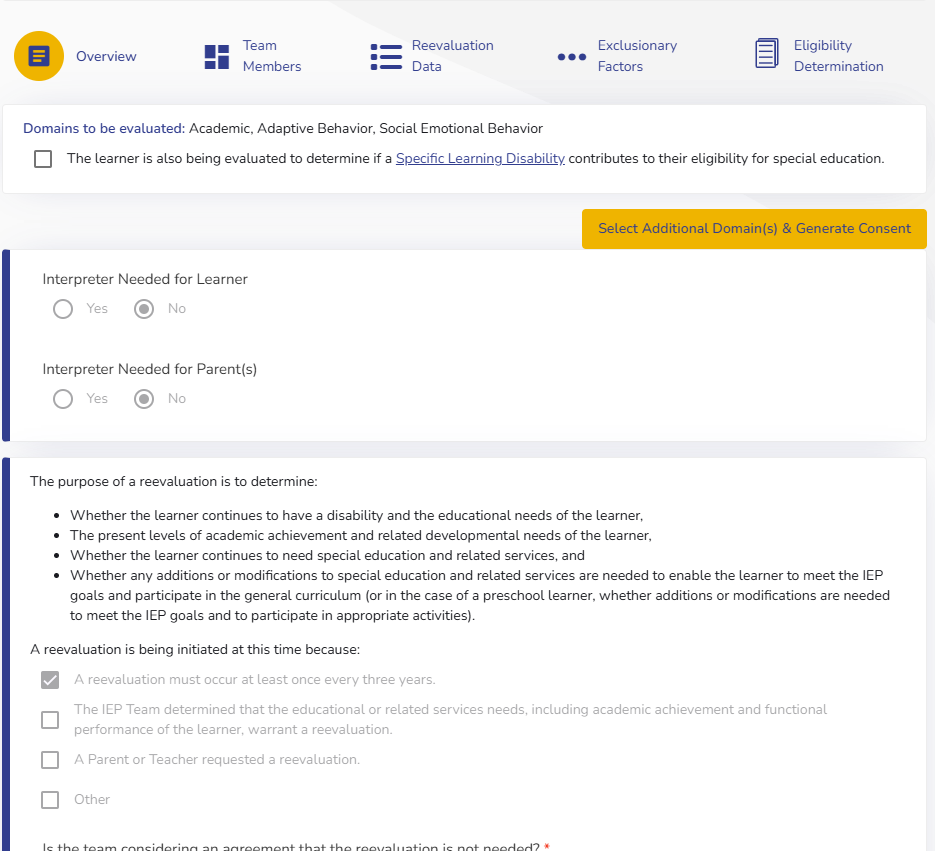 Overview
Team
Members
Reevaluation
Data
Exclusionary
Factors
Eligibility
Determination
Domains to be evaluated: Academic, Adaptive Behavior, Social Emotional Behavior
The learner is also being evaluated to determine if a Specific Learning Disability contributes to their eligibility for special education.
Select Additional Domain(s) & Generate Consent
Interpreter Needed for Learner
Yes No
Interpreter Needed for Parent(s)
Yes No
The purpose of a reevaluation is to determine:
• Whether the learner continues to have a disability and the educational needs of the learner,
• The present levels of academic achievement and related developmental needs of the learner,
• Whether the learner continues to need special education and related services, and
• Whether any additions or modifications to special education and related services are needed to enable the learner to meet the IEP
goals and participate in the general curriculum (or in the case of a preschool learner, whether additions or modifications are needed
to meet the IEP goals and to participate in appropriate activities).
A reevaluation is being initiated at this time because:
A reevaluation must occur at least once every three years.
The IEP Team determined that the educational or related services needs, including academic achievement and functional
performance of the learner, warrant a reevaluation.
A Parent or Teacher requested a reevaluation.
Other
Is the team considering an agreement that the reevaluation is not needed? *